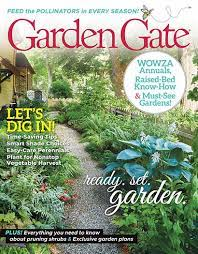 FEED the POLLINATORS in EVERY SEASON!
Garden Gate
WOWZA
Annuals,
Raised-Bed
Know-How
& Must-See
Gardens!
LET'S
DIG IN!
Time-Saving Tips
Smart Shade Choices
Easy-Care Perennials
Plant for Nonstop
Vegetable Harvest
ready. set.
garden.
PLUS! Everything you need to know
about pruning shrubs & Exclusive garden plans